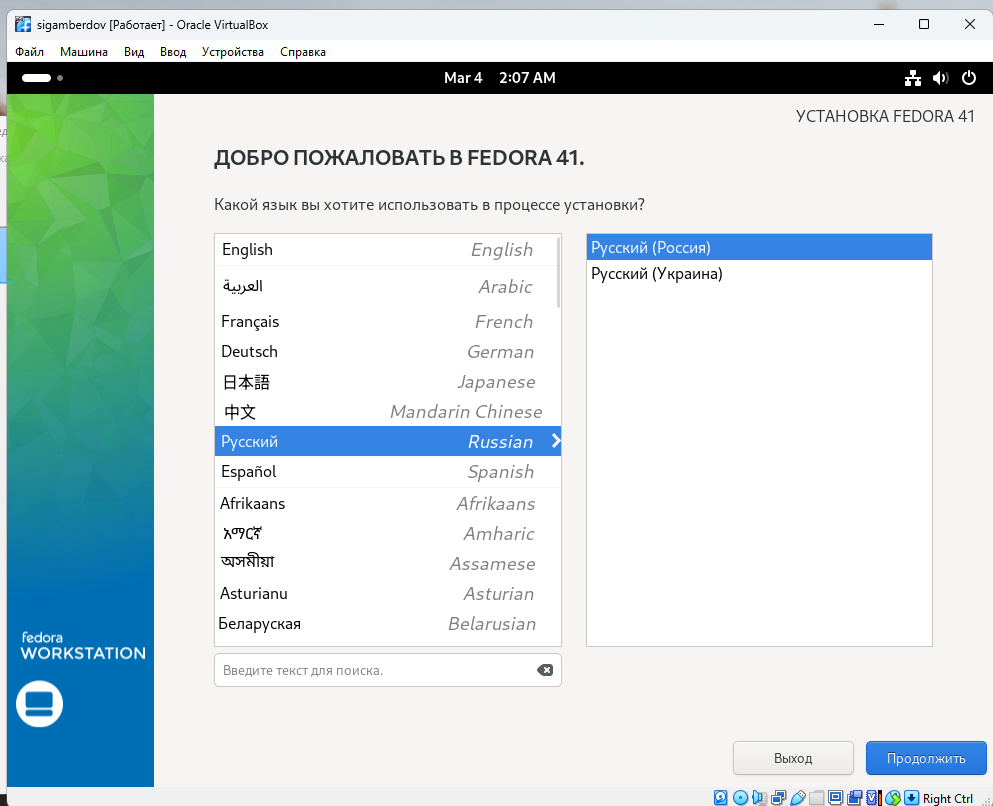 sigamberdov [Работает] - Oracle VirtualBox
Файл Машина Вид Ввод Устройства Справка
Mar 4 2:07 AM
УСТАНОВКА FEDORA 41
ДОБРО ПОЖАЛОВАТЬ В FEDORA 41.
Какой язык вы хотите использовать в процессе установки?
English English
العربية Arabic
Français French
Deutsch German
日本語 Japanese
中文 Mandarin Chinese
Русский Russian
Español Spanish
Afrikaans Afrikaans
አማርኛ Amharic
অসমীয়া Assamese
Asturianu Asturian
Беларуская Belarusian
Введите текст для поиска.
Русский (Россия)
Русский (Украина)
fedora
WORKSTATION
Выход Продолжить
Right Ctrl